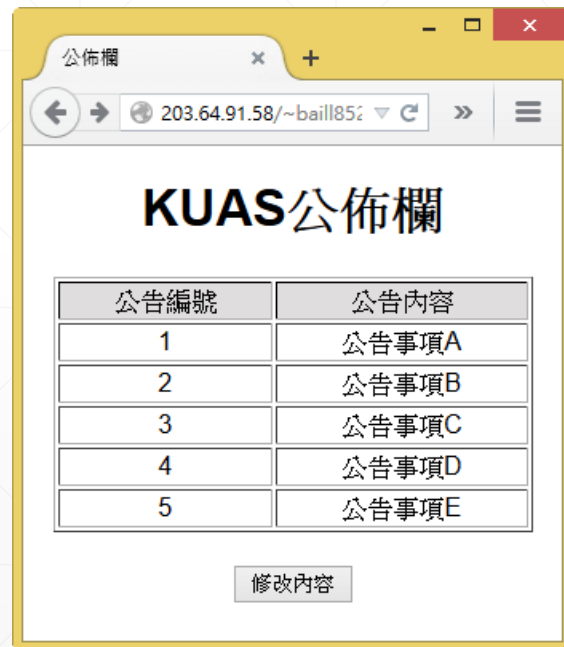 公佈欄
203.64.91.58/~baill852
KUAS公佈欄
公告編號 公告內容
1 公告事項A
2 公告事項B
3 公告事項C
4 公告事項D
5 公告事項E
修改內容